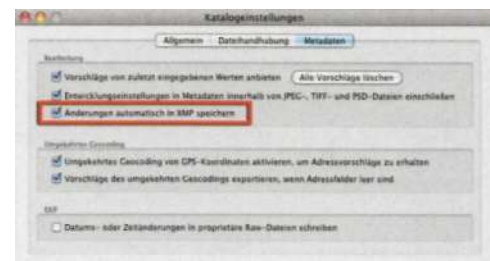 Katalogeinstellungen
Allgemein Dateihandhabung Metadaten
Bearbeitung
Vorschläge von zuletzt eingegebenen Werten anbieten Alle Vorschläge löschen
Entwicklungseinstellungen in Metadaten innerhalb von JPEG-, TIFF- und PSD-Dateien einschließen
Änderungen automatisch in XMP speichern
Umgekehrtes Geocoding
Umgekehrtes Geocoding von GPS-Koordinaten aktivieren, um Adressvorschläge zu erhalten
Vorschläge des umgekehrten Geocodings exportieren, wenn Adressfelder leer sind
EXIF
Datums- oder Zeitänderungen in proprietäre Raw-Dateien schreiben